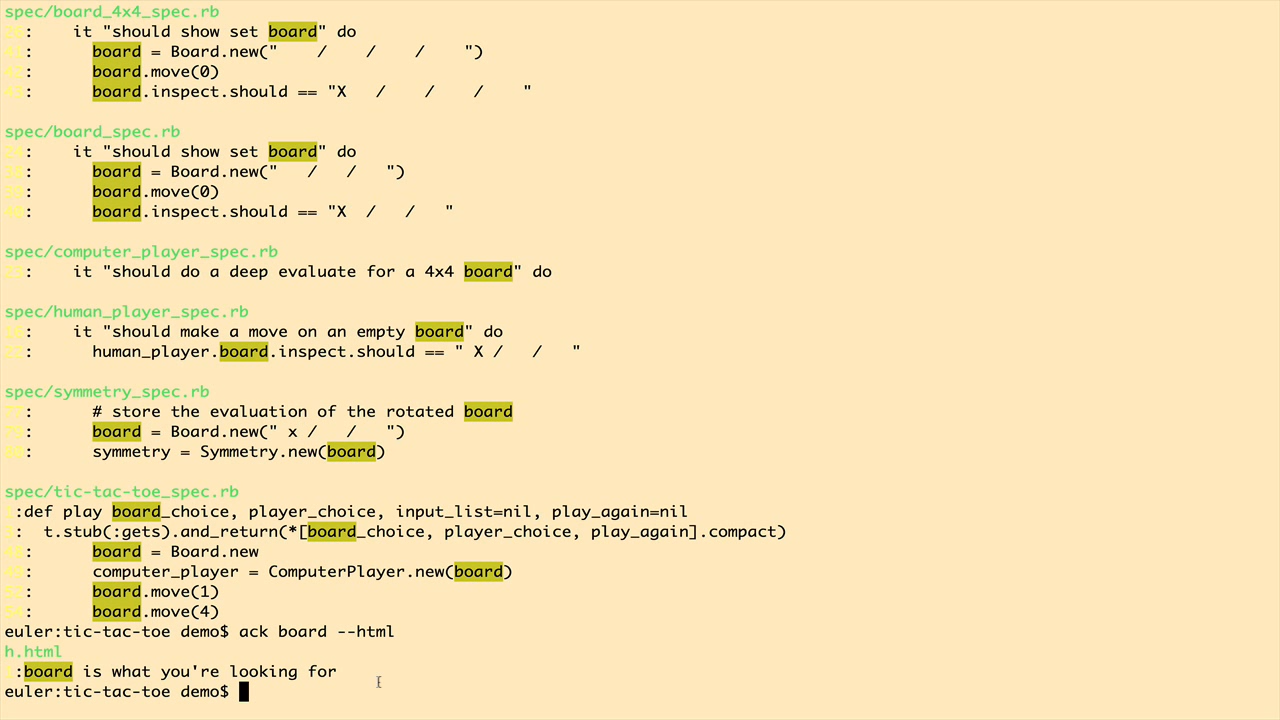 spec/board_4x4_spec.rb
:    it "should show set board" do
:      board = Board.new("    /    /    /    ")
:      board.move(0)
:      board.inspect.should == "X   /    /    /    "
spec/board_spec.rb
:    it "should show set board" do
:      board = Board.new("   /   /   ")
:      board.move(0)
:      board.inspect.should == "X  /   /   "
spec/computer_player_spec.rb
:    it "should do a deep evaluate for a 4x4 board" do
spec/human_player_spec.rb
:    it "should make a move on an empty board" do
:      human_player.board.inspect.should == " X /   /   "
spec/symmetry_spec.rb
:      # store the evaluation of the rotated board
:      board = Board.new(" x /   /   ")
:      symmetry = Symmetry.new(board)
spec/tic-tac-toe_spec.rb
:def play board_choice, player_choice, input_list=nil, play_again=nil
:  t.stub(:gets).and_return(*[board_choice, player_choice, play_again].compact)
:      board = Board.new
:      computer_player = ComputerPlayer.new(board)
:      board.move(1)
:      board.move(4)
euler:tic-tac-toe demo$ ack board --html
h.html
:board is what you're looking for
euler:tic-tac-toe demo$